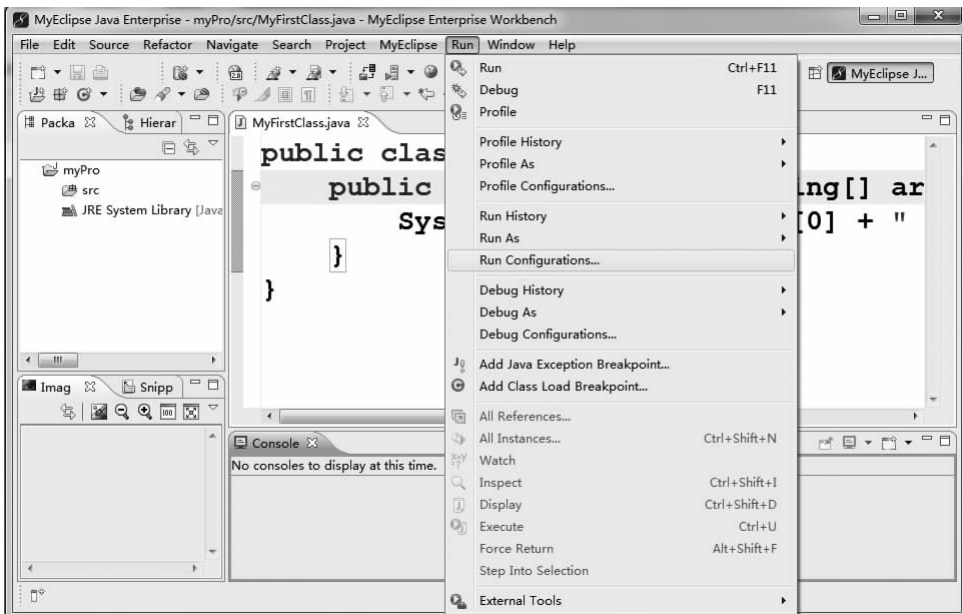 MyEclipse Java Enterprise - myPro/src/MyFirstClass.java - MyEclipse Enterprise Workbench
File Edit Source Refactor Navigate Search Project MyEclipse Run Window Help
MyEclipse J...
Packa
Hierar
myPro
src
JRE System Library [Java
MyFirstClass.java
public clas
public ing[] ar
Sys [0] + "
}
}
Run Ctrl+F11
Debug F11
Profile
Profile History
Profile As
Profile Configurations...
Run History
Run As
Run Configurations...
Debug History
Debug As
Debug Configurations...
Add Java Exception Breakpoint...
Add Class Load Breakpoint...
All References...
All Instances... Ctrl+Shift+N
Watch
Inspect Ctrl+Shift+I
Display Ctrl+Shift+D
Execute Ctrl+U
Force Return Alt+Shift+F
Step Into Selection
External Tools
Imag
Snipp
Console
No consoles to display at this time.